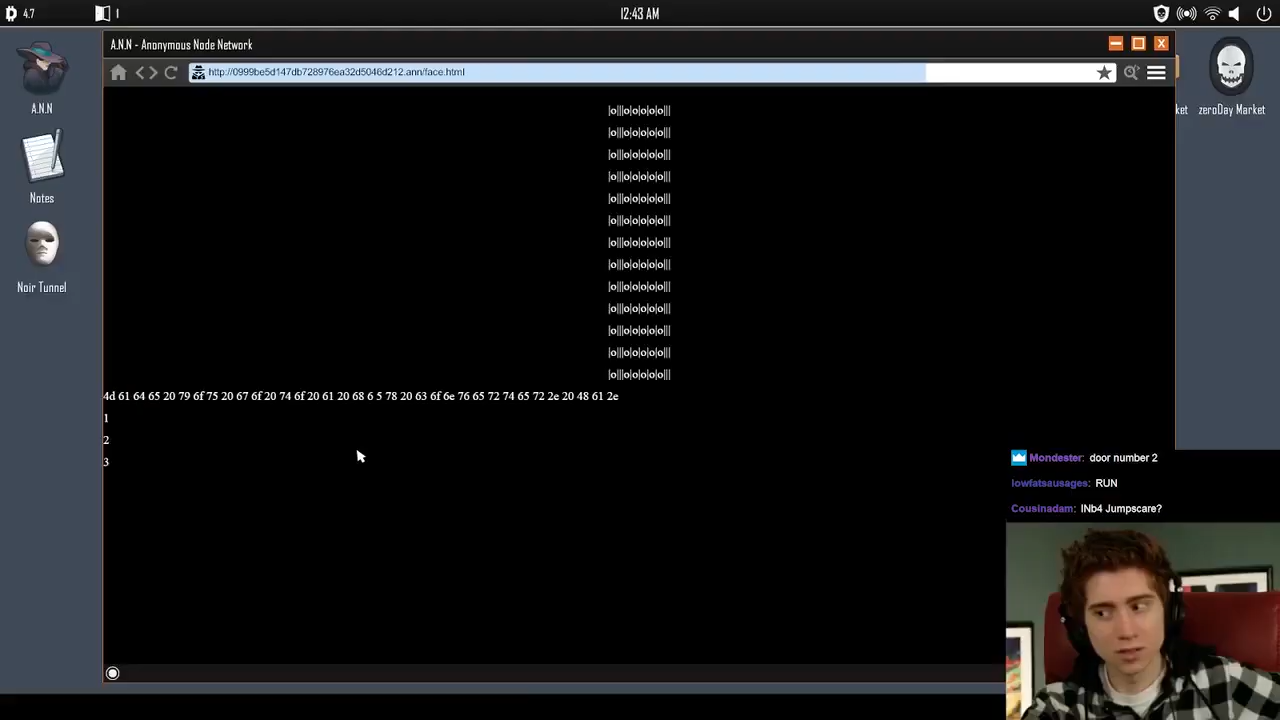 4.7
1
12:43 AM
A.N.N - Anonymous Node Network
http://0999be5d147db728976ea32d5046d212.ann/face.html
A.N.N
Notes
Noir Tunnel
ket
zeroDay Market
|o|||o|o|o|o|o|||
|o|||o|o|o|o|o|||
|o|||o|o|o|o|o|||
|o|||o|o|o|o|o|||
|o|||o|o|o|o|o|||
|o|||o|o|o|o|o|||
|o|||o|o|o|o|o|||
|o|||o|o|o|o|o|||
|o|||o|o|o|o|o|||
|o|||o|o|o|o|o|||
|o|||o|o|o|o|o|||
|o|||o|o|o|o|o|||
|o|||o|o|o|o|o|||
4d 61 64 65 20 79 6f 75 20 67 6f 20 74 6f 20 61 20 68 6 5 78 20 63 6f 6e 76 65 72 74 65 72 2e 20 48 61 2e
1
2
3
Mondester: door number 2
lowfatsausages: RUN
Cousinadam: INb4 Jumpscare?